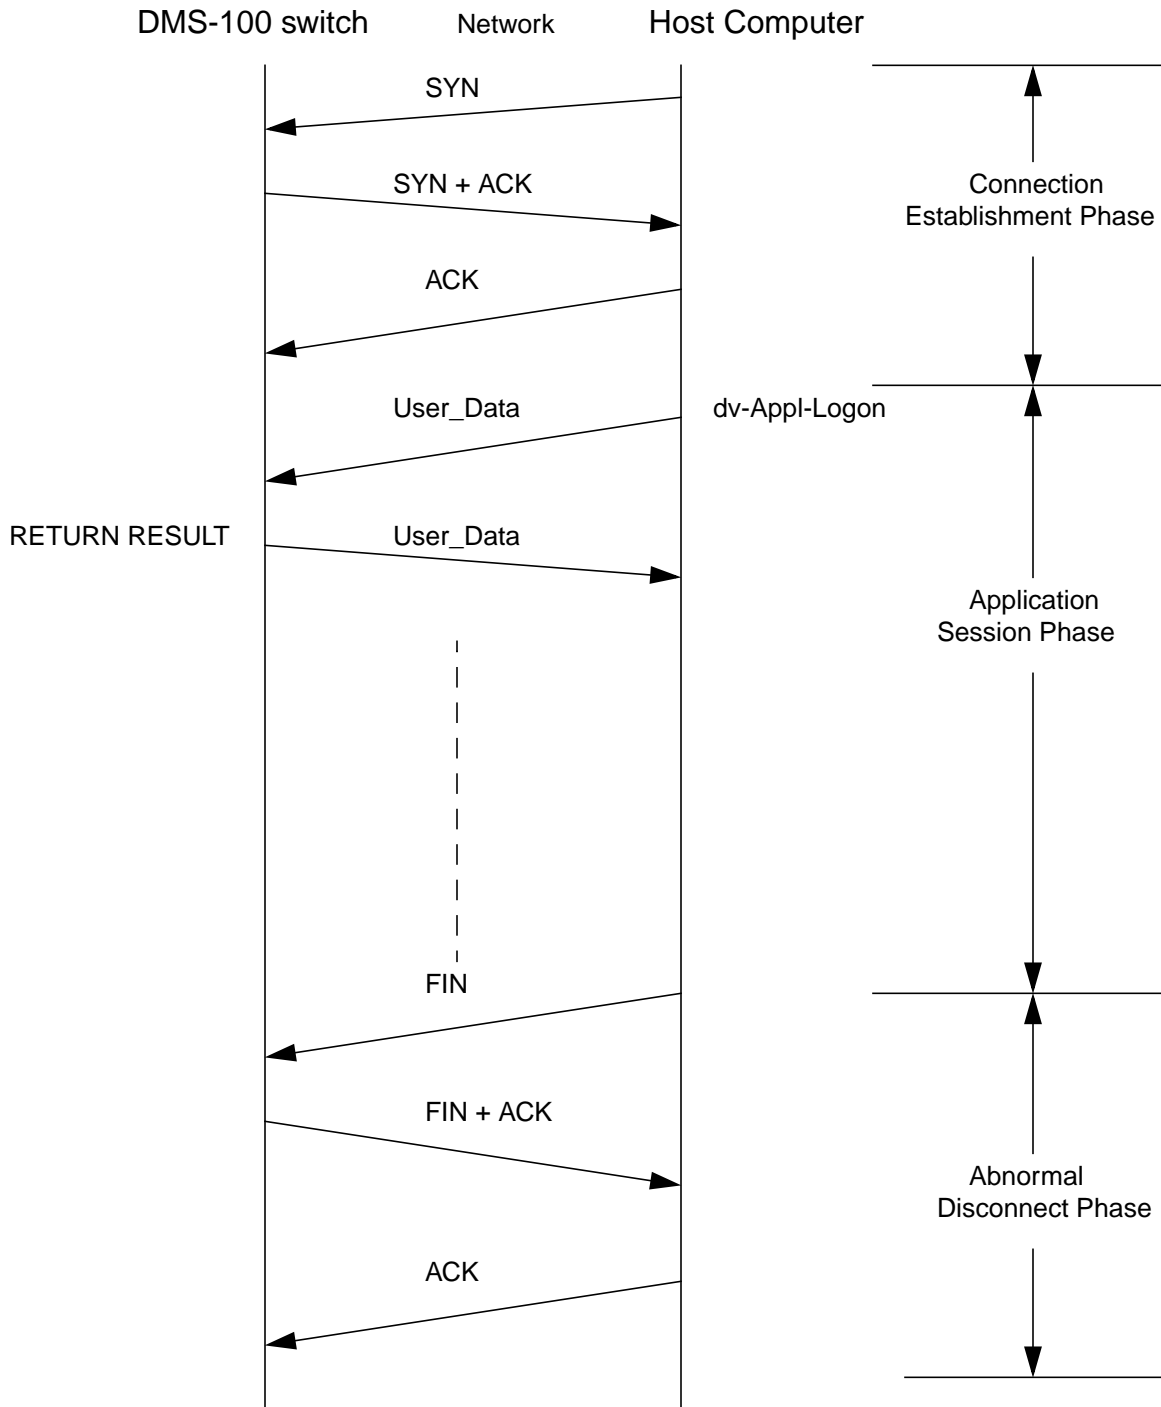 DMS-100 switch
Network
Host Computer
SYN
SYN + ACK
Connection
Establishment Phase
ACK
User_Data
dv-Appl-Logon
RETURN RESULT
User_Data
Application
Session Phase
FIN
FIN + ACK
Abnormal
Disconnect Phase
ACK